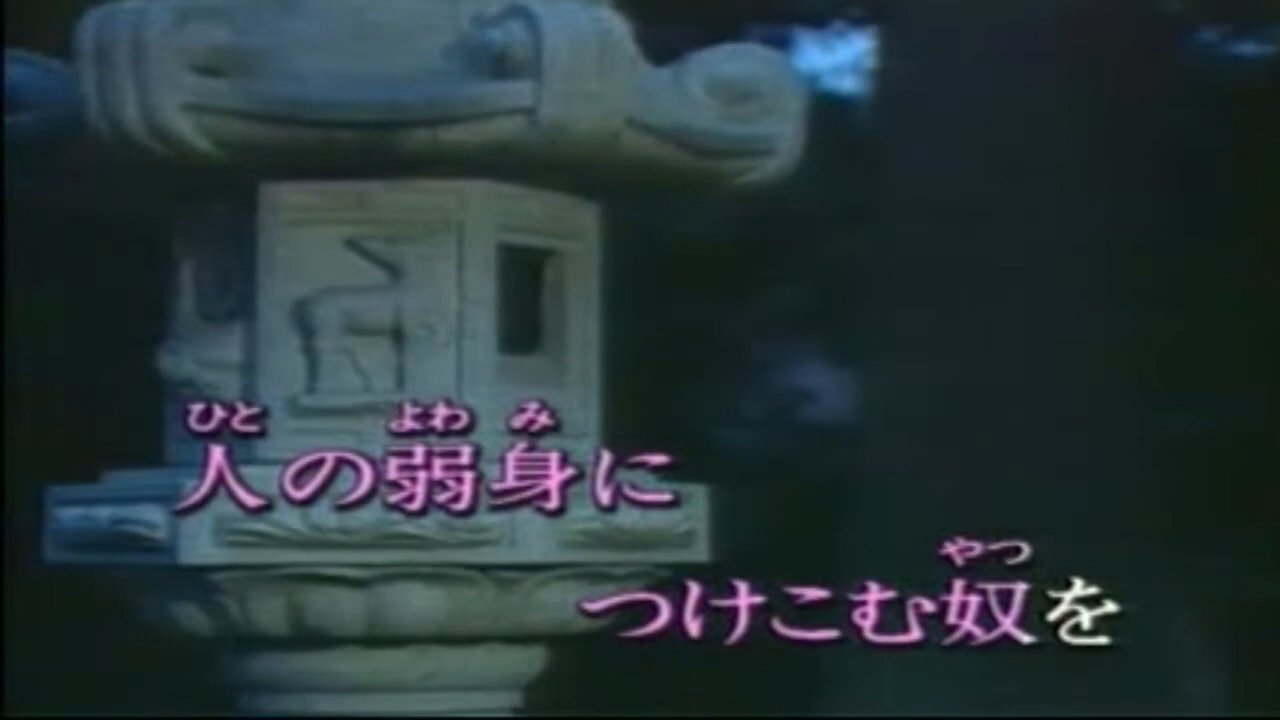 ひと よわ み
人の弱身に
やつ
つけこむ奴を